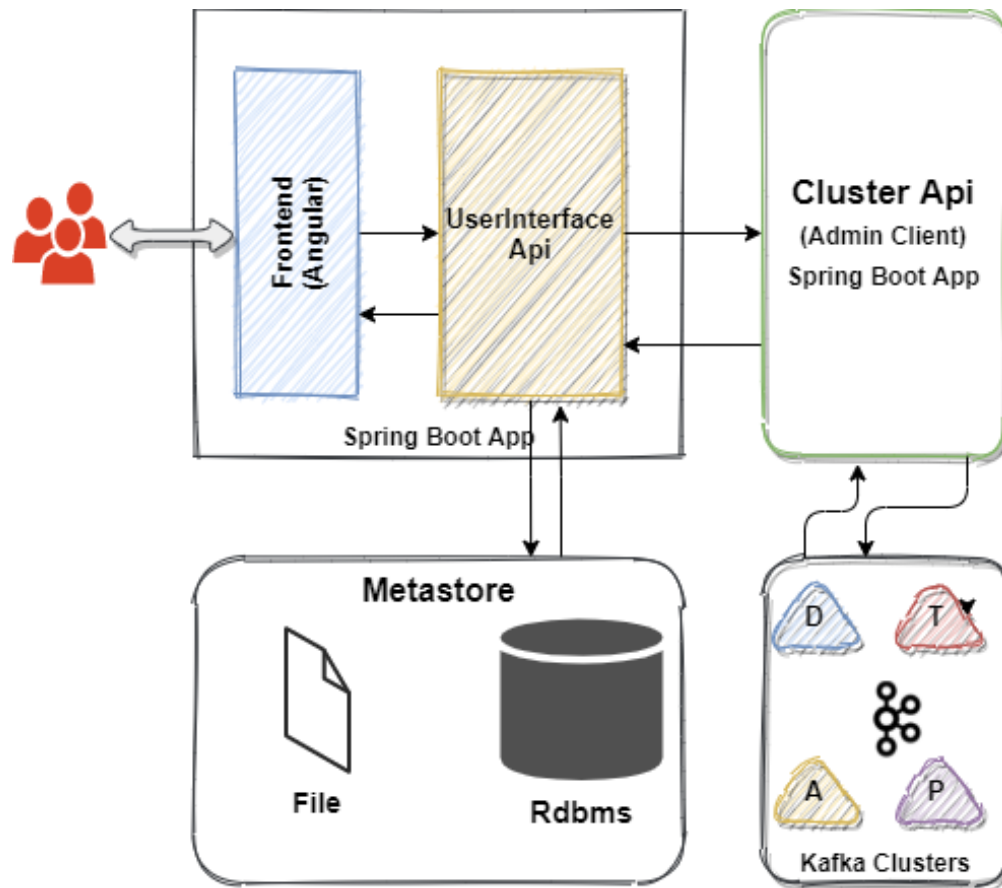 Frontend
(Angular)
UserInterface
Api
Spring Boot App
Cluster Api
(Admin Client)
Spring Boot App
Metastore
File
Rdbms
D
T
A
P
Kafka Clusters